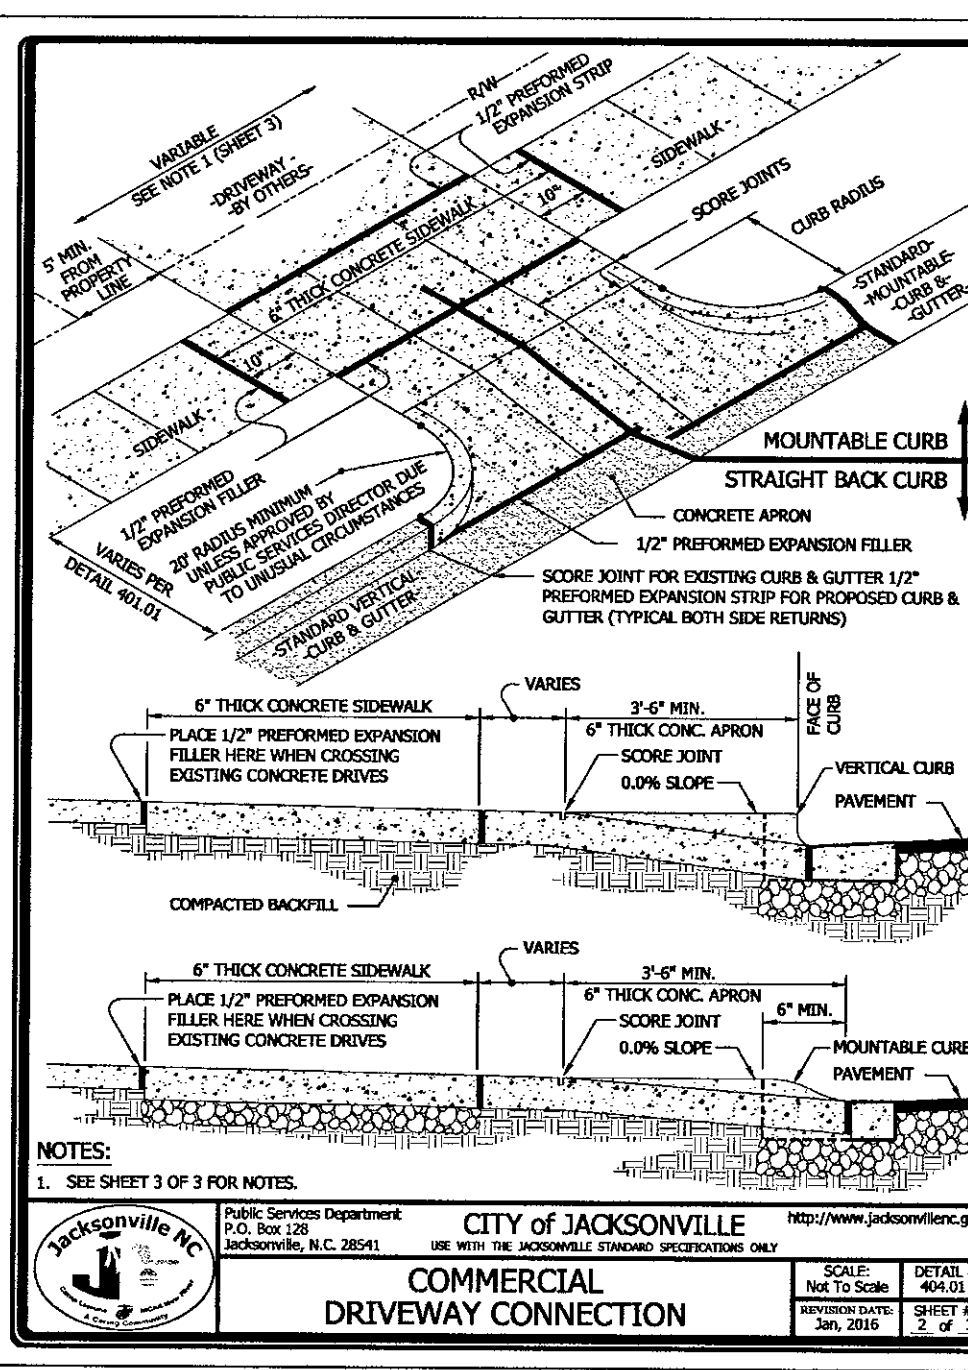 VARIABLE
SEE NOTE 1 (SHEET 3)
R/W
1/2" PREFORMED
EXPANSION STRIP
-DRIVEWAY-
-BY OTHERS-
-SIDEWALK-
SCORE JOINTS
CURB RADIUS
10"
5' MIN.
FROM
PROPERTY
LINE
6" THICK CONCRETE SIDEWALK
-STANDARD-
-MOUNTABLE-
-CURB &-
-GUTTER-
10"
-SIDEWALK
MOUNTABLE CURB
STRAIGHT BACK CURB
1/2" PREFORMED
EXPANSION FILLER
20' RADIUS MINIMUM
UNLESS APPROVED BY
PUBLIC SERVICES DIRECTOR DUE
TO UNUSUAL CIRCUMSTANCES
CONCRETE APRON
1/2" PREFORMED EXPANSION FILLER
VARIES PER
DETAIL 401.01
SCORE JOINT FOR EXISTING CURB & GUTTER 1/2"
PREFORMED EXPANSION STRIP FOR PROPOSED CURB &
GUTTER (TYPICAL BOTH SIDE RETURNS)
-STANDARD VERTICAL-
-CURB & GUTTER-
VARIES
6" THICK CONCRETE SIDEWALK
3'-6" MIN.
FACE OF
CURB
PLACE 1/2" PREFORMED EXPANSION
FILLER HERE WHEN CROSSING
EXISTING CONCRETE DRIVES
6" THICK CONC. APRON
SCORE JOINT
0.0% SLOPE
VERTICAL CURB
PAVEMENT
COMPACTED BACKFILL
VARIES
6" THICK CONCRETE SIDEWALK
3'-6" MIN.
PLACE 1/2" PREFORMED EXPANSION
FILLER HERE WHEN CROSSING
EXISTING CONCRETE DRIVES
6" THICK CONC. APRON
6" MIN.
SCORE JOINT
0.0% SLOPE
MOUNTABLE CURB
PAVEMENT
NOTES:
1. SEE SHEET 3 OF 3 FOR NOTES.
Jacksonville NC
A Caring Community
Public Services Department
P.O. Box 128
Jacksonville, N.C. 28541
CITY of JACKSONVILLE
USE WITH THE JACKSONVILLE STANDARD SPECIFICATIONS ONLY
http://www.jacksonvillenc.g
COMMERCIAL
DRIVEWAY CONNECTION
SCALE:
Not To Scale
DETAIL
404.01
REVISION DATE:
Jan, 2016
SHEET #
2 of